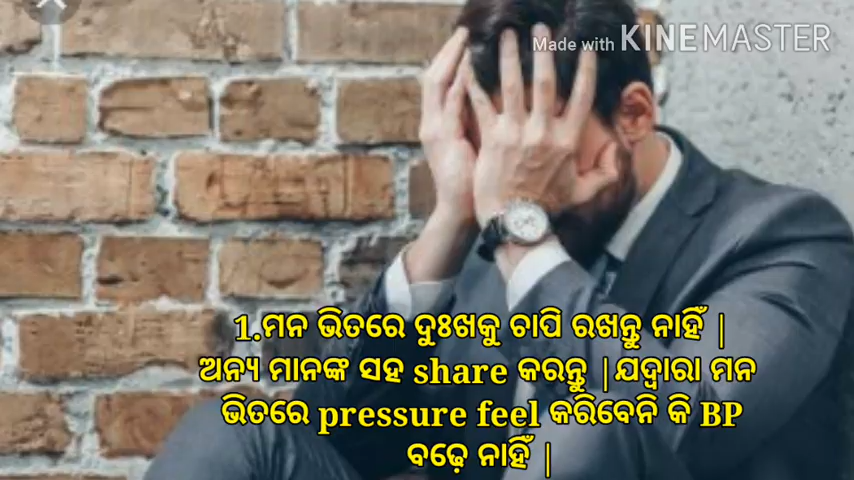 Made with KINEMASTER
1.ମନ ଭିତରେ ଦୁଃଖକୁ ଚାପି ରଖନ୍ତୁ ନାହିଁ |
ଅନ୍ୟ ମାନଙ୍କ ସହ share କରନ୍ତୁ |ଯଦ୍ୱାରା ମନ
ଭିତରେ pressure feel କରିବେନି କି BP
ବଢ଼େ ନାହିଁ |